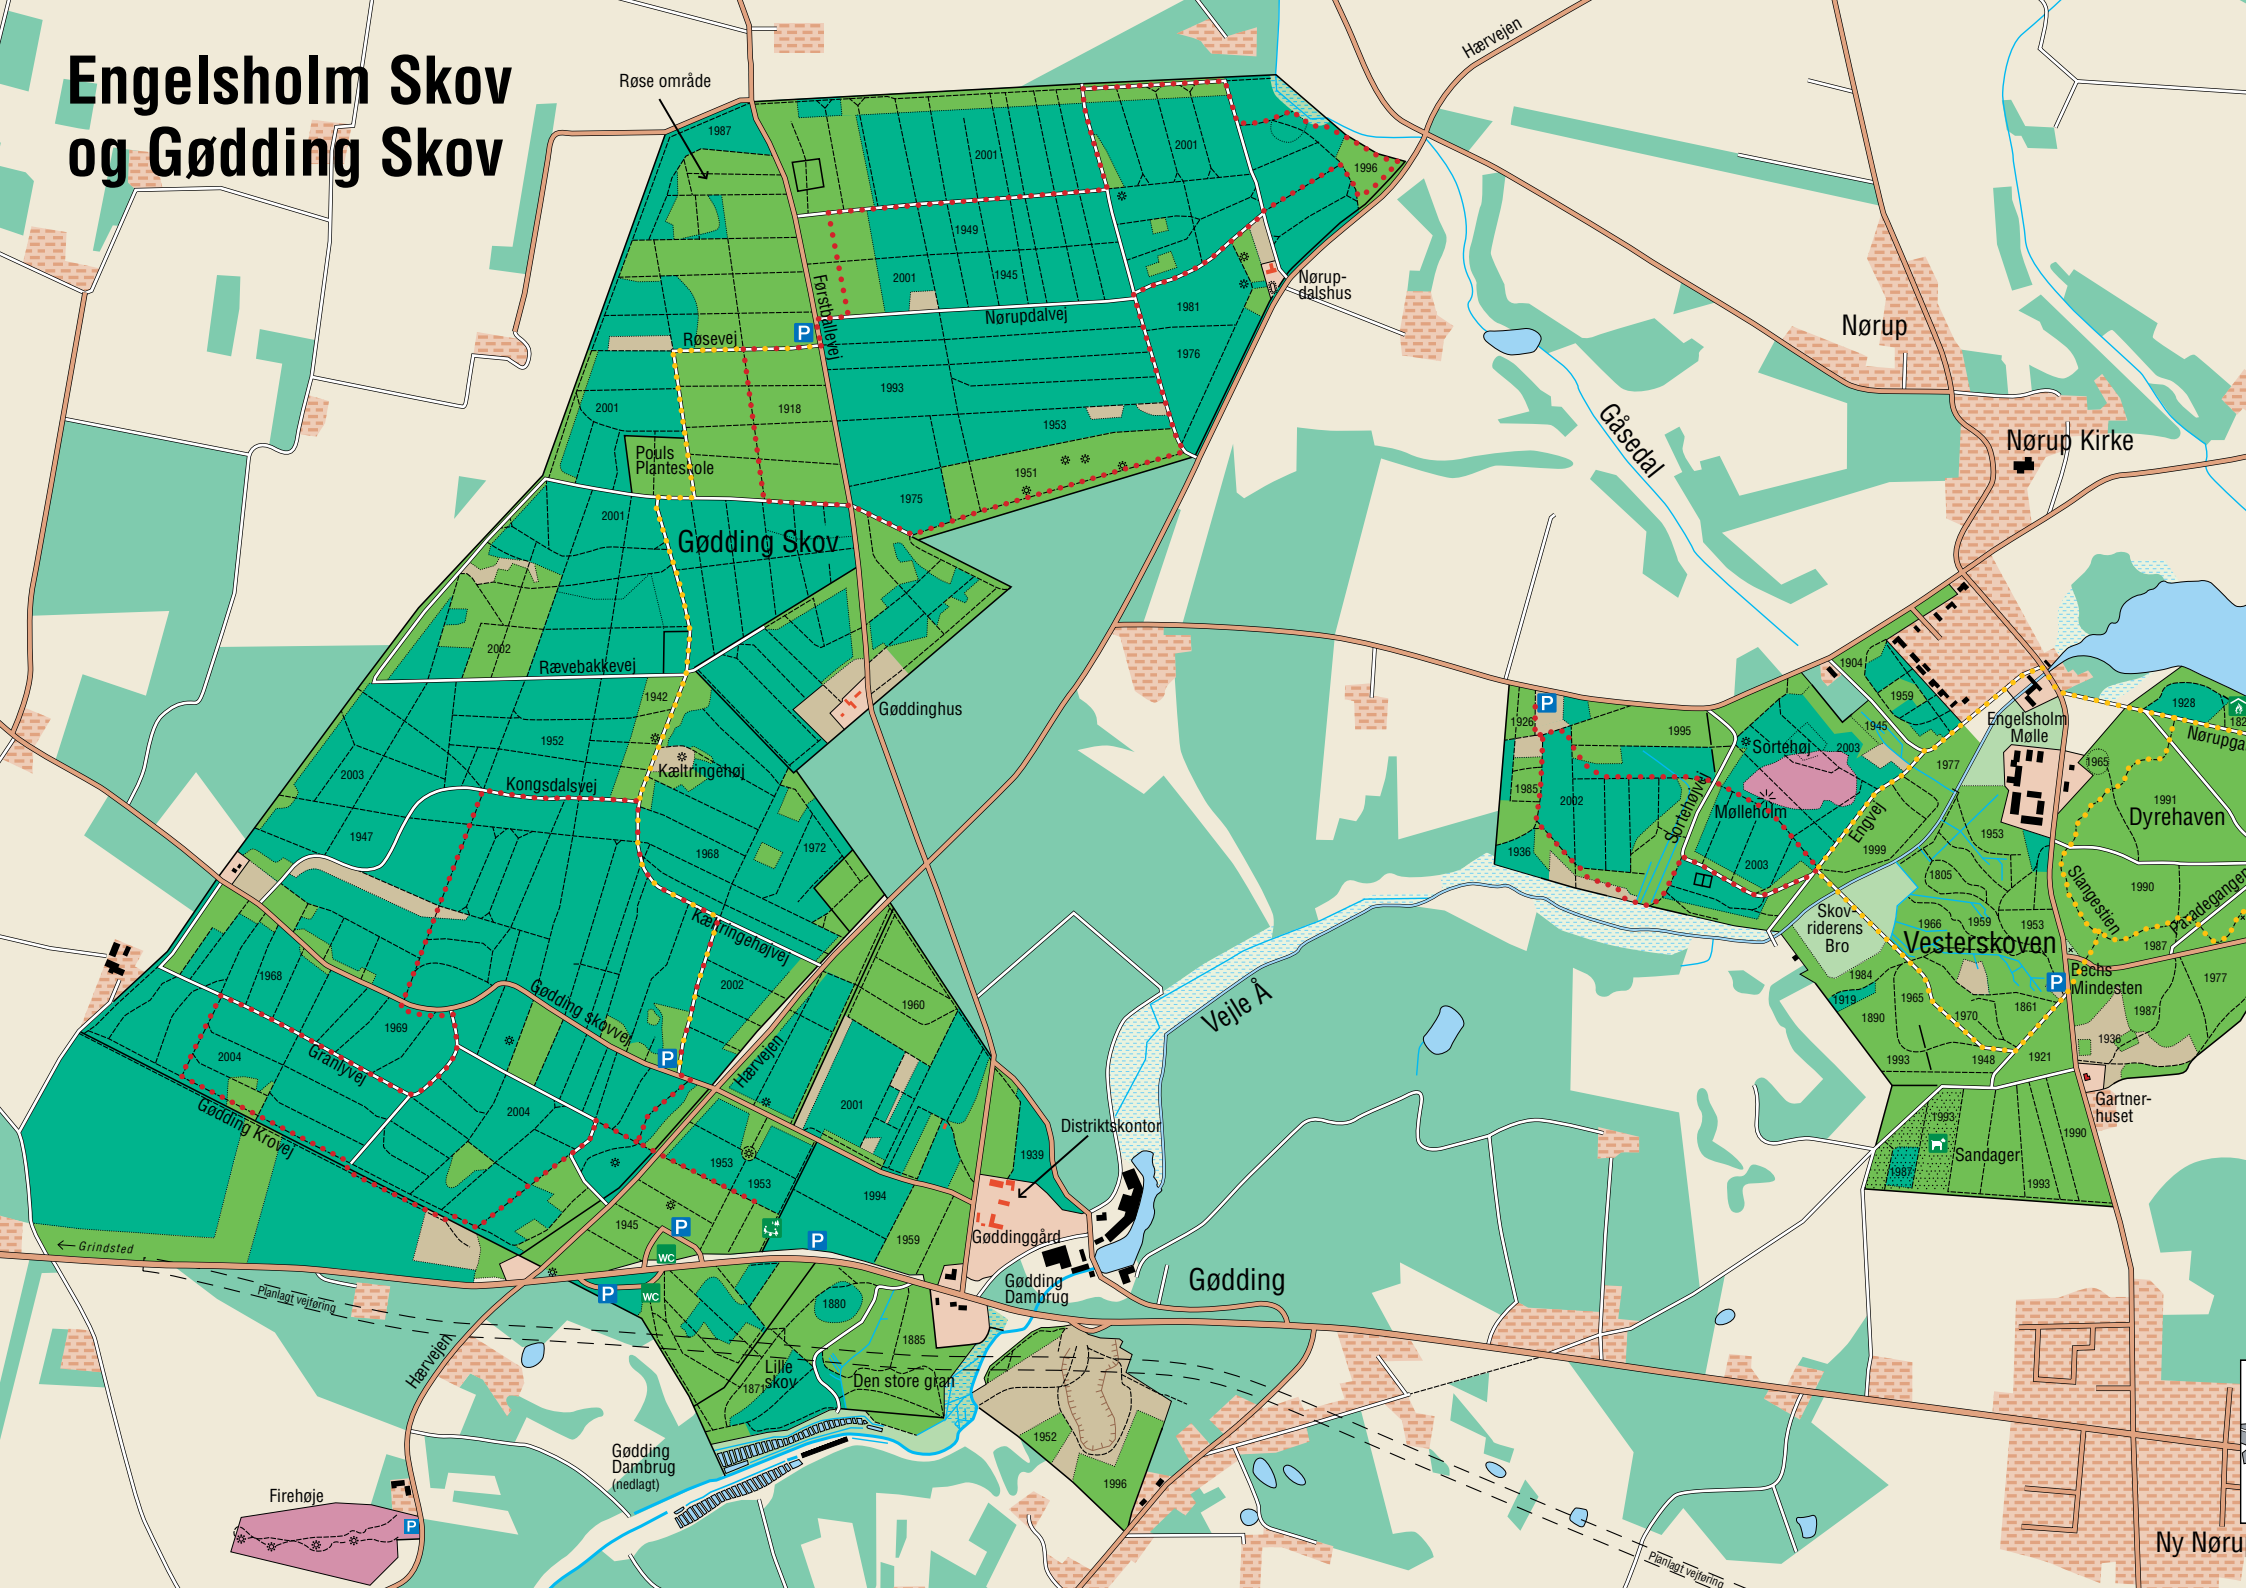 Engelsholm Skov
og Gødding Skov
Røse område
Hærvejen
1987
2001
2001
1996
1949
2001
1945
Førstballevej
Nørup-
dalshus
Nørupdalvej
1981
1976
P
Røsevej
1993
2001
1918
1953
Pouls
Planteskole
1951
1975
2001
Gødding Skov
Nørup
Nørup Kirke
Gåsedal
2002
Rævebakkevej
1942
Gøddinghus
1952
Kæltringehøj
2003
Kongsdalsvej
1947
1968
1972
Kæltringehøjvej
2002
1968
1969
Gødding skovvej
P
Hærvejen
1960
2004
Granlyvej
2004
Gødding Krovej
2001
1953
1953
1994
1939
Distriktskontor
1945
P
P
WC
1959
Gøddinggård
Grindsted
Planlagt vejføring
P
WC
1880
Gødding
Dambrug
Gødding
1885
Lille
skov
1871
Den store gran
Hærvejen
1952
1996
Gødding
Dambrug
(nedlagt)
Firehøje
P
Vejle Å
P
1926
1995
1985
2002
1936
Sortehøjvej
Sortehøj
2003
Mølleholm
2003
1904
1959
1945
1977
Engvej
1999
Engelsholm
Mølle
1928
Nørupga
1965
1991
Dyrehaven
1953
1805
1990
Slangestien
Paradegangen
1966
1959
1953
Skov-
riderens
Bro
Vesterskoven
1987
1984
1919
1965
1890
1970
1861
P
Pechs
Mindesten
1977
1987
1936
1993
1948
1921
Gartner-
huset
1993
1990
Sandager
1987
1993
Planlagt vejføring
Ny Nøru